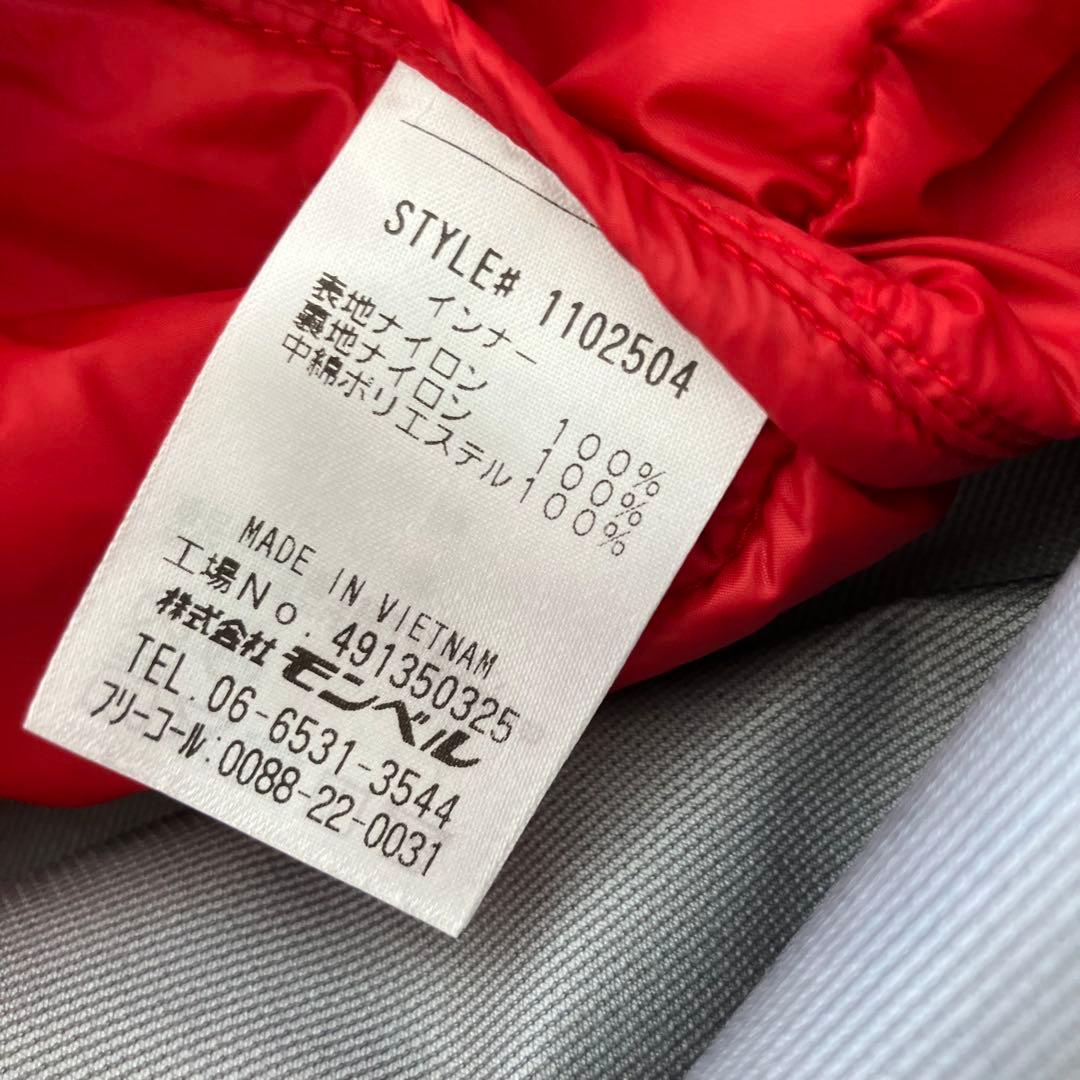 STYLE# 1102504
インナー
表地ナイロン 100%
裏地ナイロン 100%
中綿ポリエステル100%
MADE IN VIETNAM
工場No. 491350325
株式会社モンベル
TEL. 06-6531-3544
フリーコール:0088-22-0031